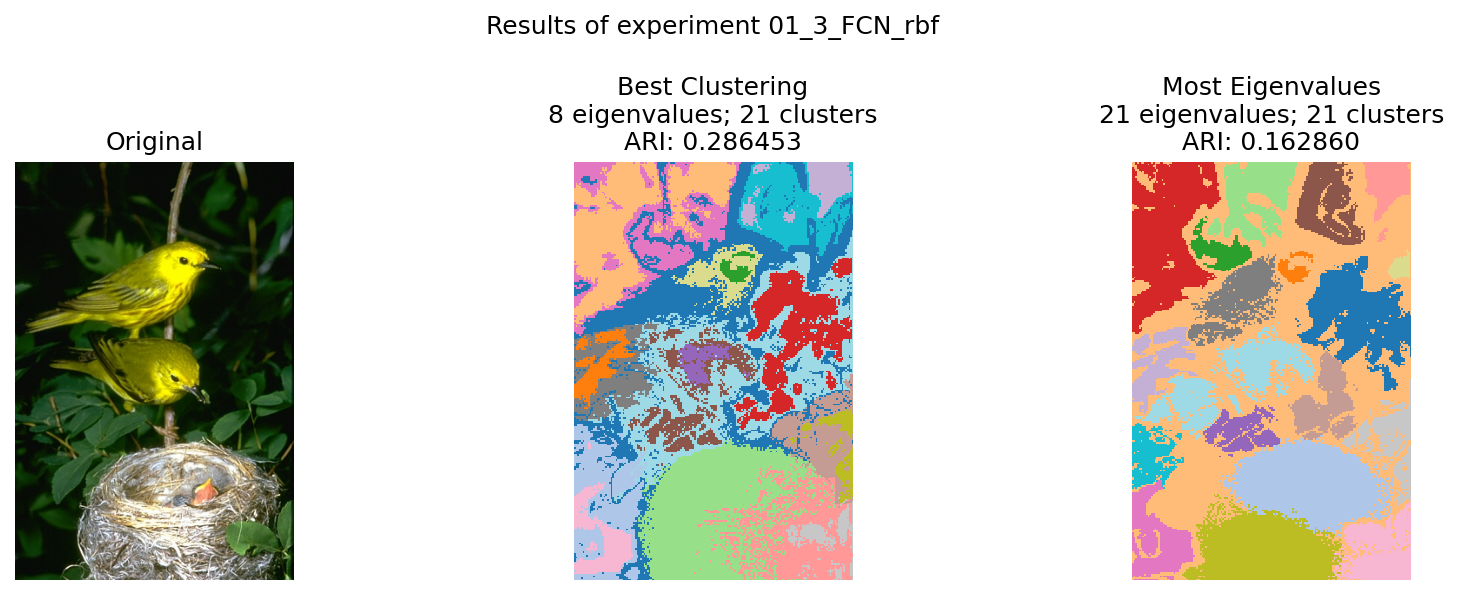 Results of experiment 01_3_FCN_rbf
Original
Best Clustering
8 eigenvalues; 21 clusters
ARI: 0.286453
Most Eigenvalues
21 eigenvalues; 21 clusters
ARI: 0.162860